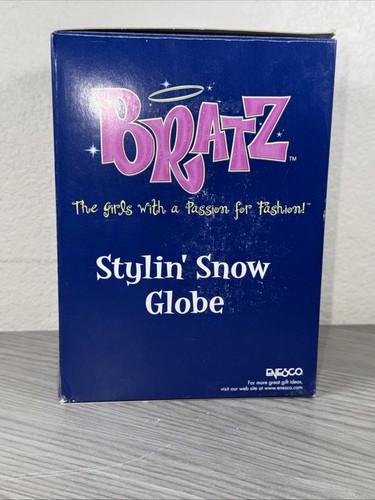 BRATZ™
The Girls with a Passion for Fashion!™
Stylin' Snow
Globe
ENESCO
For more great gift ideas,
visit our web site at www.enesco.com